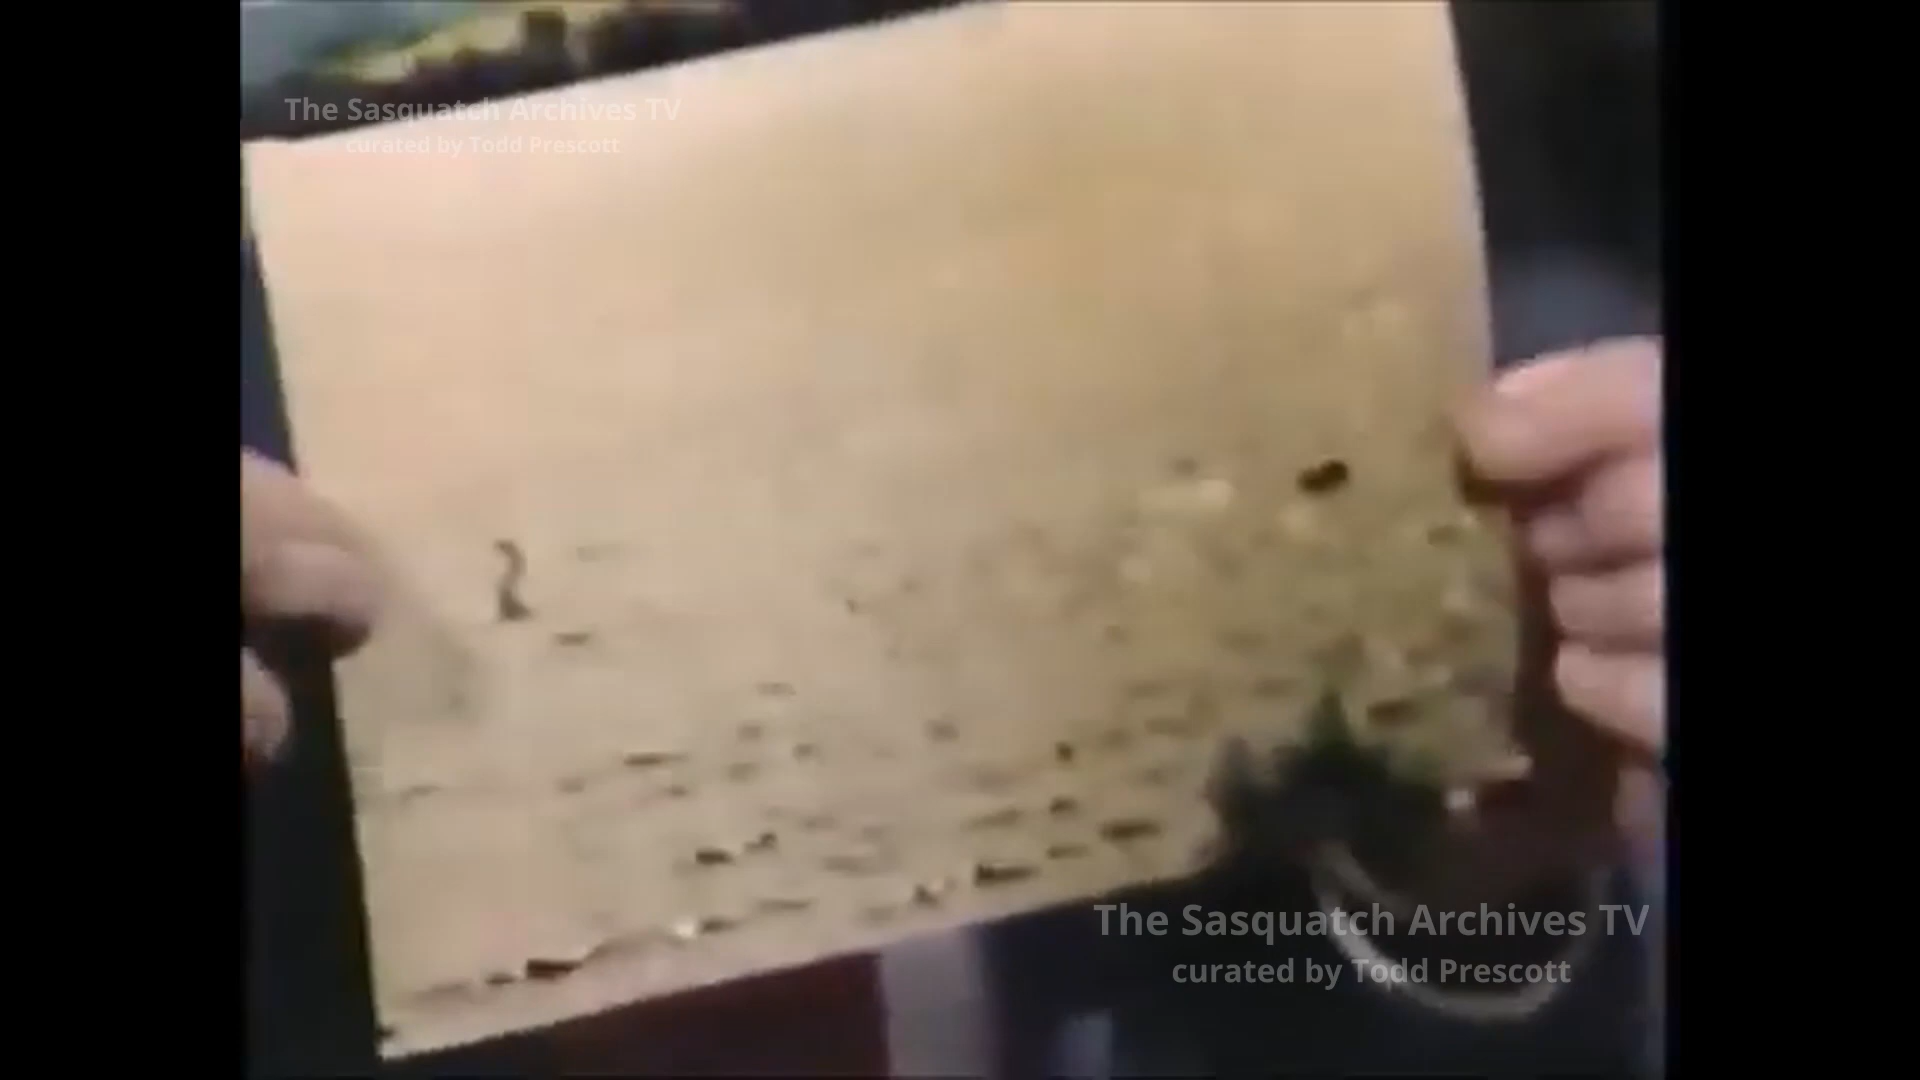 The Sasquatch Archives TV
curated by Todd Prescott
The Sasquatch Archives TV
curated by Todd Prescott